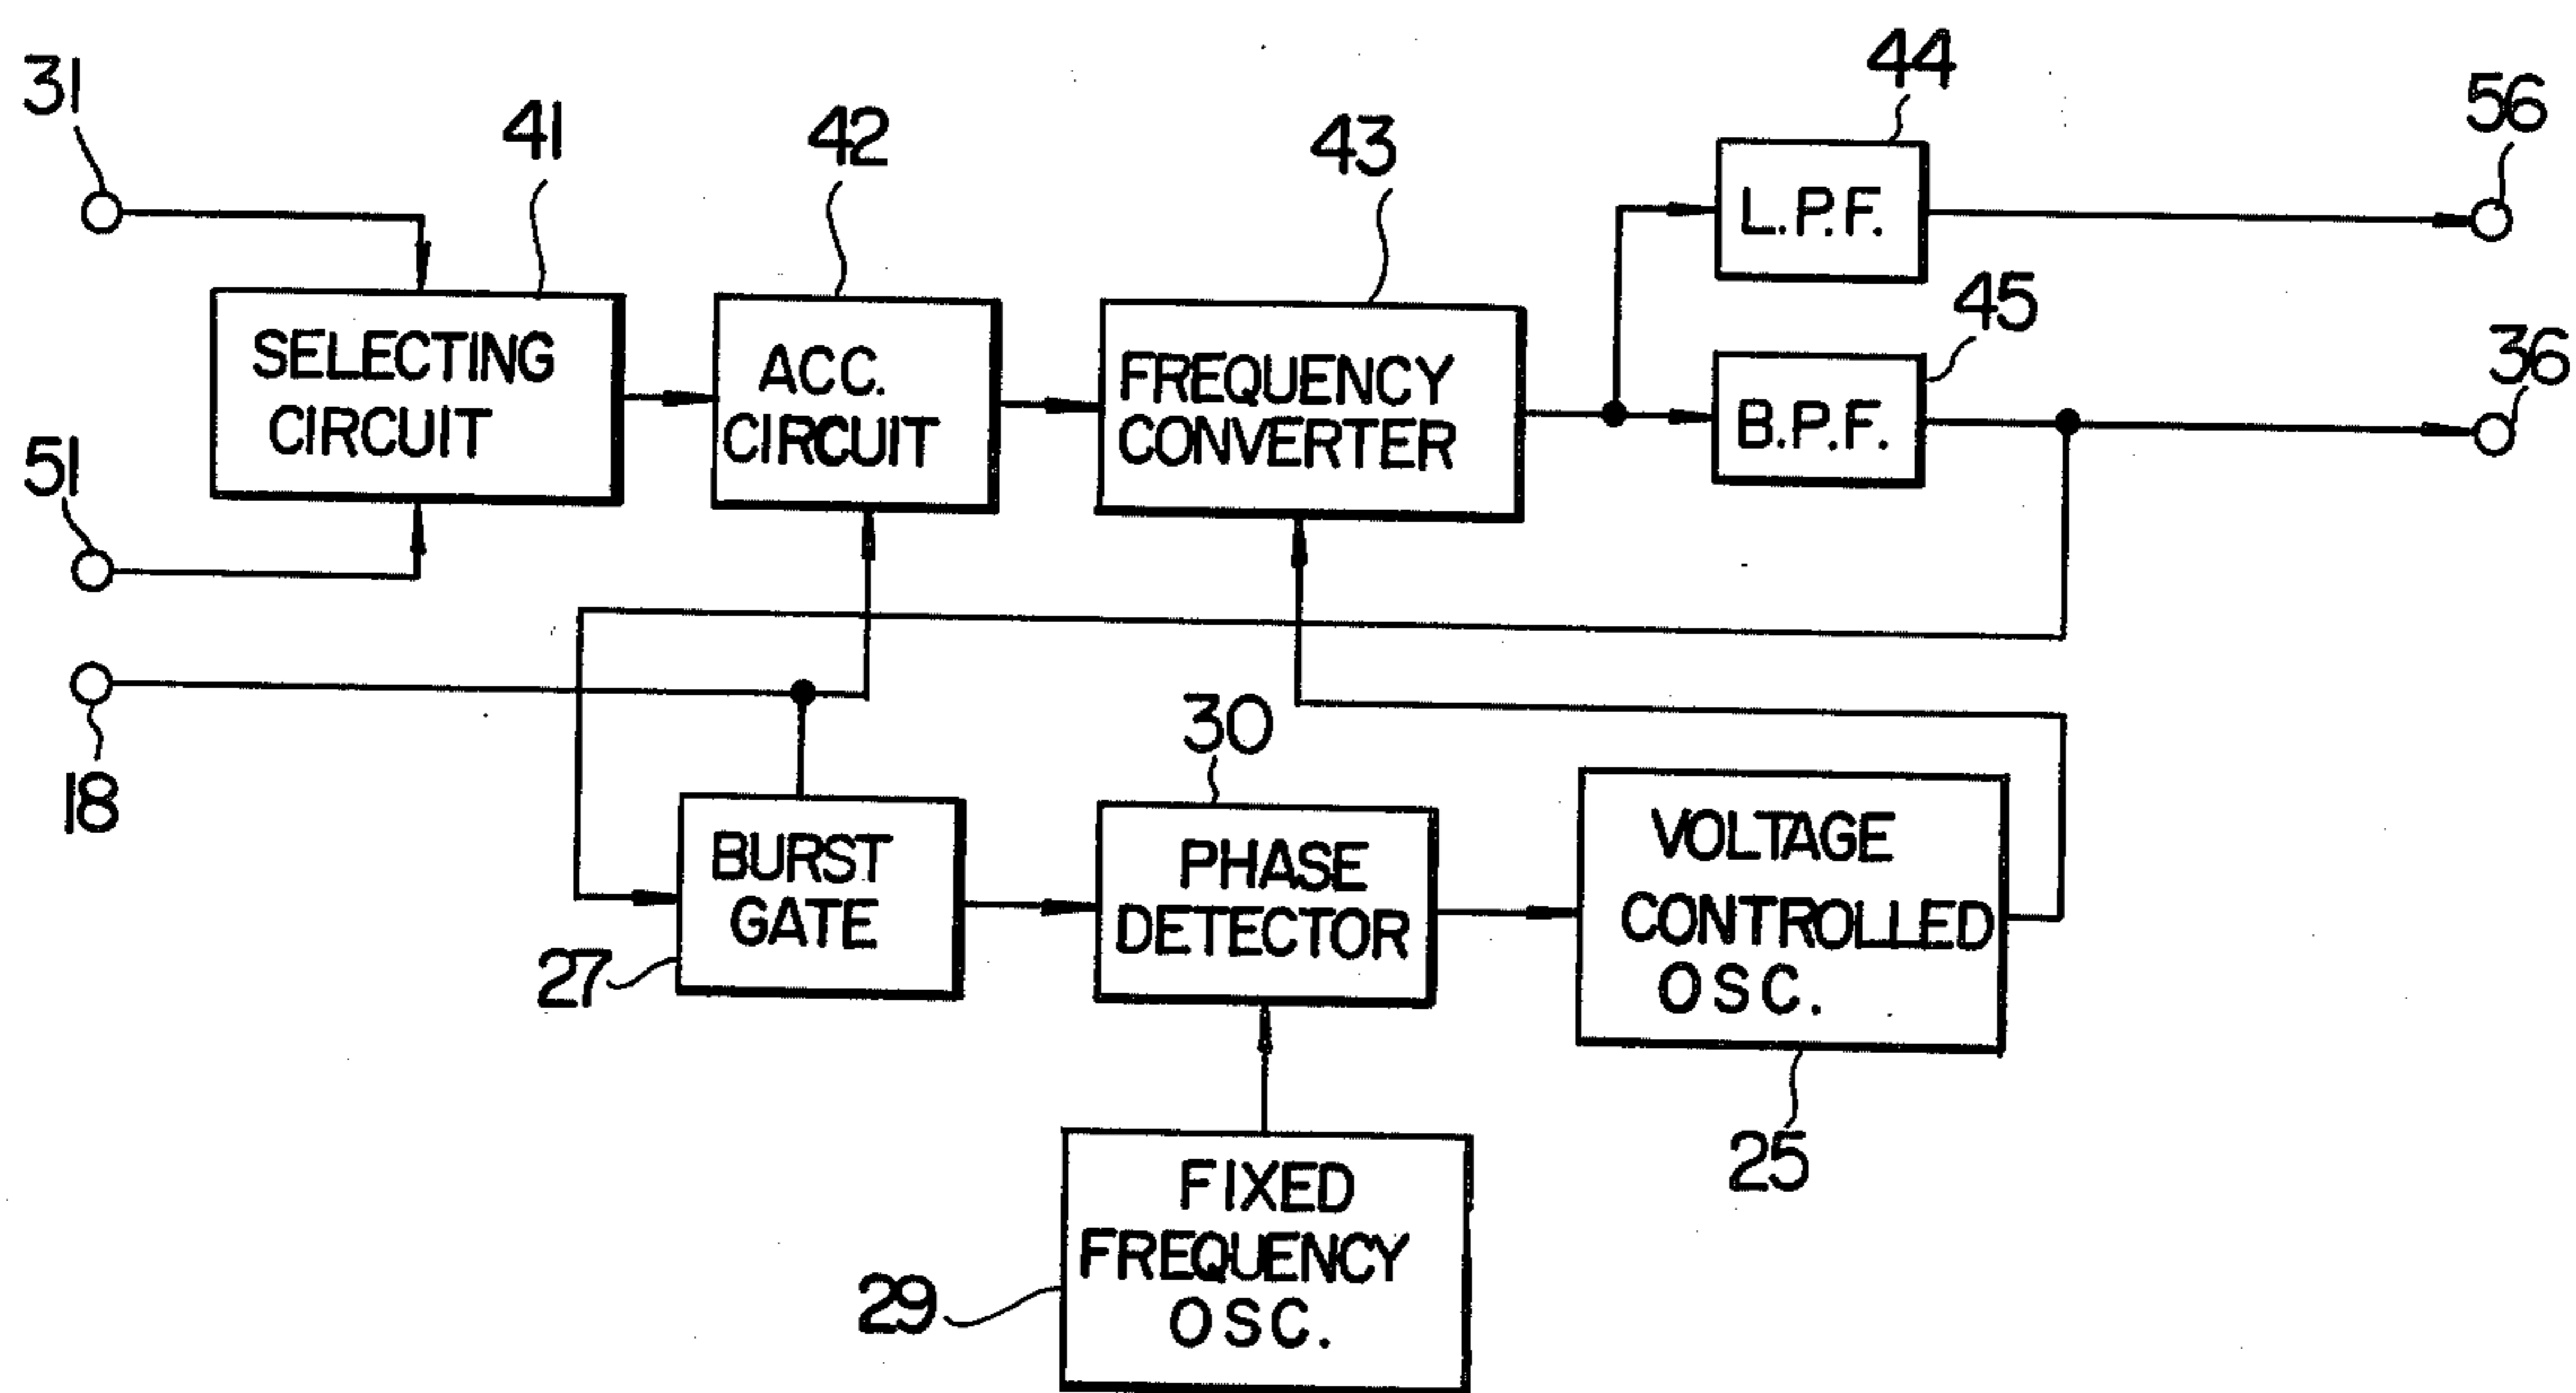 31
41
42
43
44
56
L.P.F.
45
36
SELECTING
CIRCUIT
ACC.
CIRCUIT
FREQUENCY
CONVERTER
B.P.F.
51
18
30
BURST
GATE
27
PHASE
DETECTOR
VOLTAGE
CONTROLLED
OSC.
25
FIXED
FREQUENCY
OSC.
29